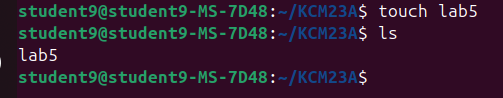 student9@student9-MS-7D48:~/KCM23A$ touch lab5
student9@student9-MS-7D48:~/KCM23A$ ls
lab5
student9@student9-MS-7D48:~/KCM23A$